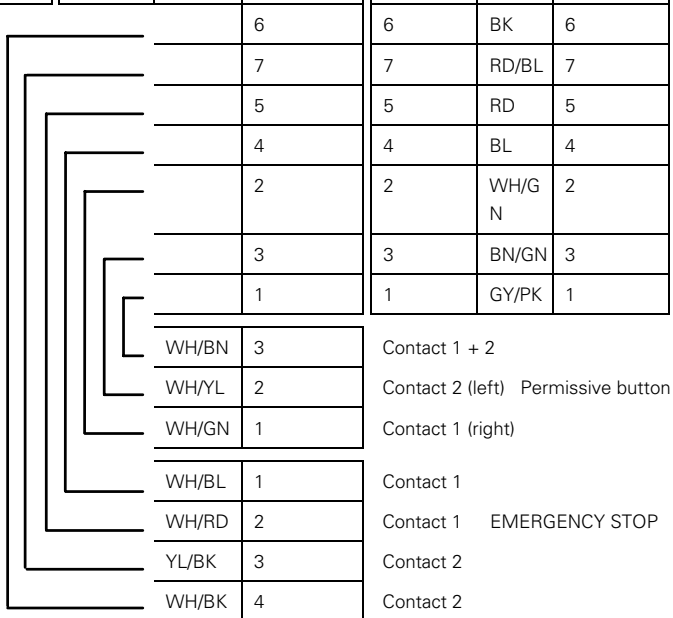 6 6 BK 6
7 7 RD/BL 7
5 5 RD 5
4 4 BL 4
2 2 WH/G 2
N
3 3 BN/GN 3
1 1 GY/PK 1
WH/BN 3 Contact 1 + 2
WH/YL 2 Contact 2 (left) Permissive button
WH/GN 1 Contact 1 (right)
WH/BL 1 Contact 1
WH/RD 2 Contact 1 EMERGENCY STOP
YL/BK 3 Contact 2
WH/BK 4 Contact 2